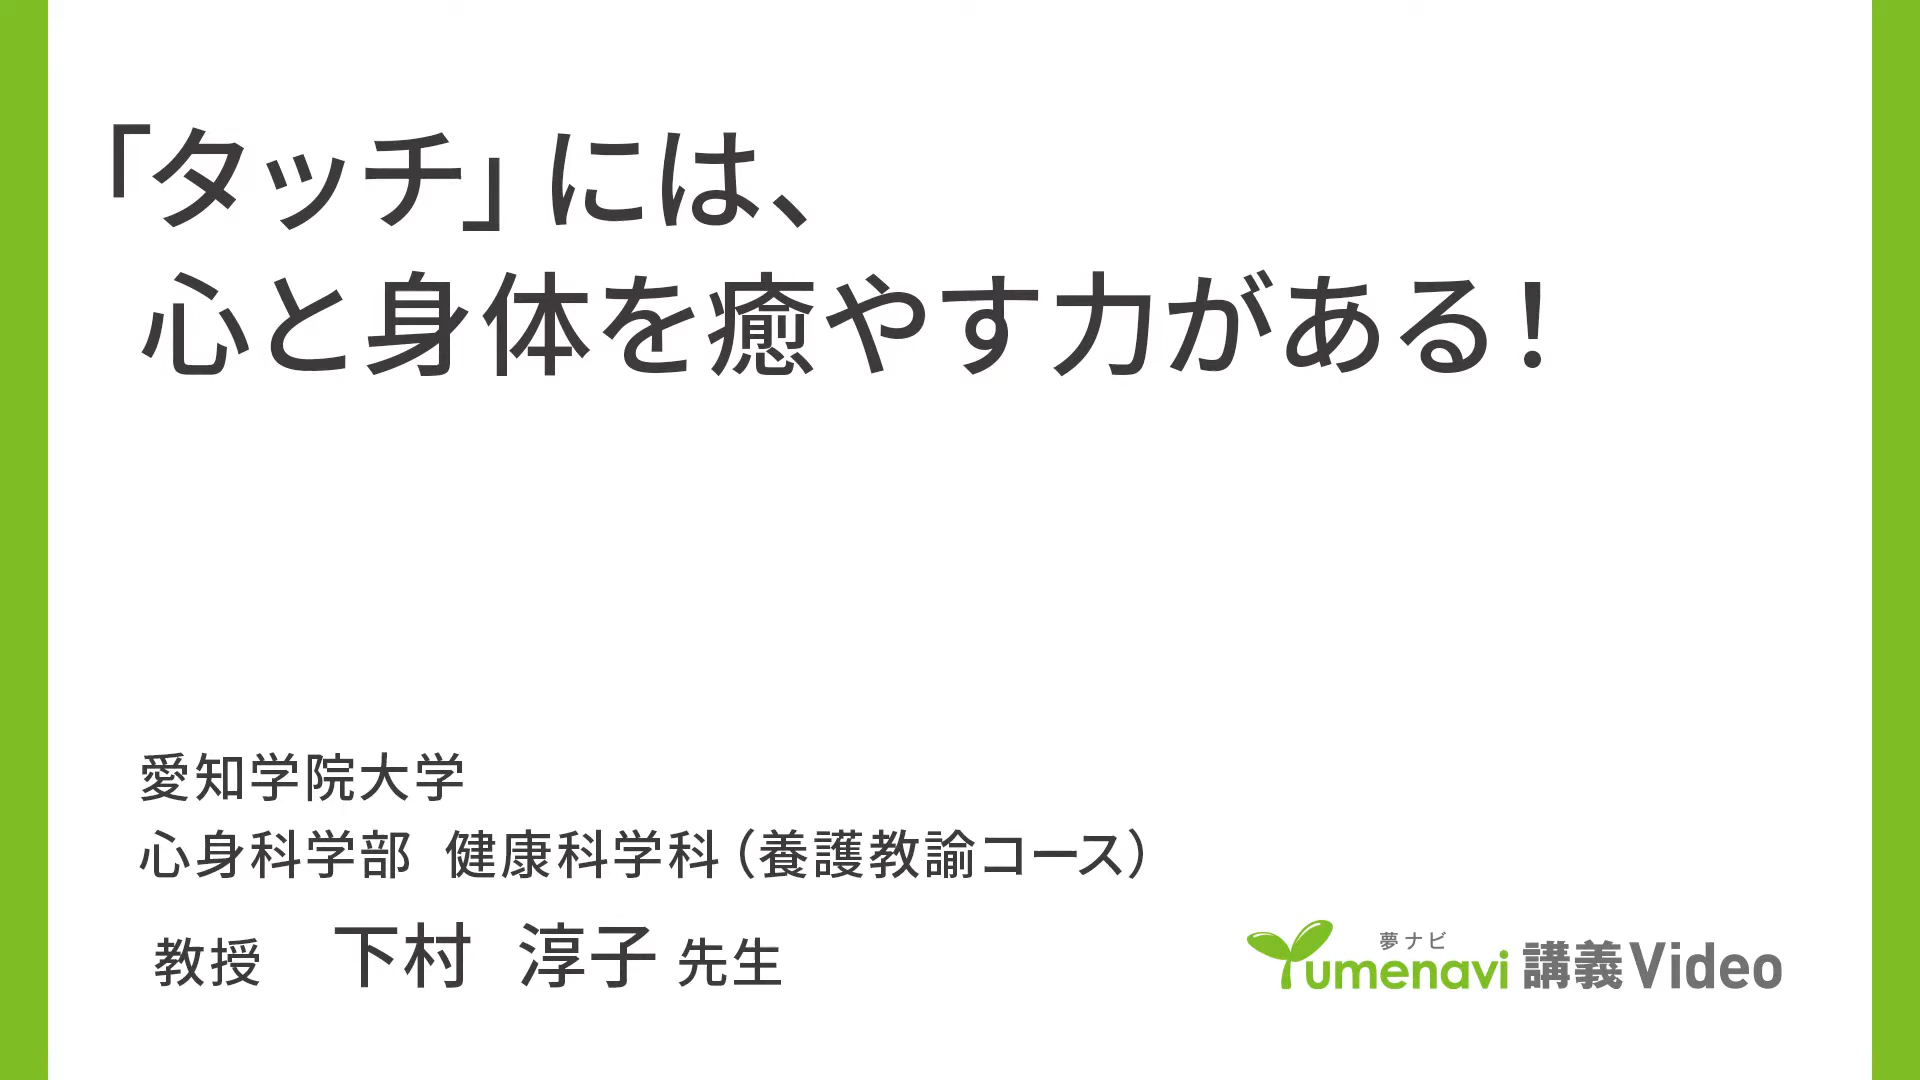 「タッチ」には、
心と身体を癒やす力がある！
愛知学院大学
心身科学部 健康科学科（養護教諭コース）
教授 下村 淳子 先生
夢ナビ
Yumenavi 講義Video